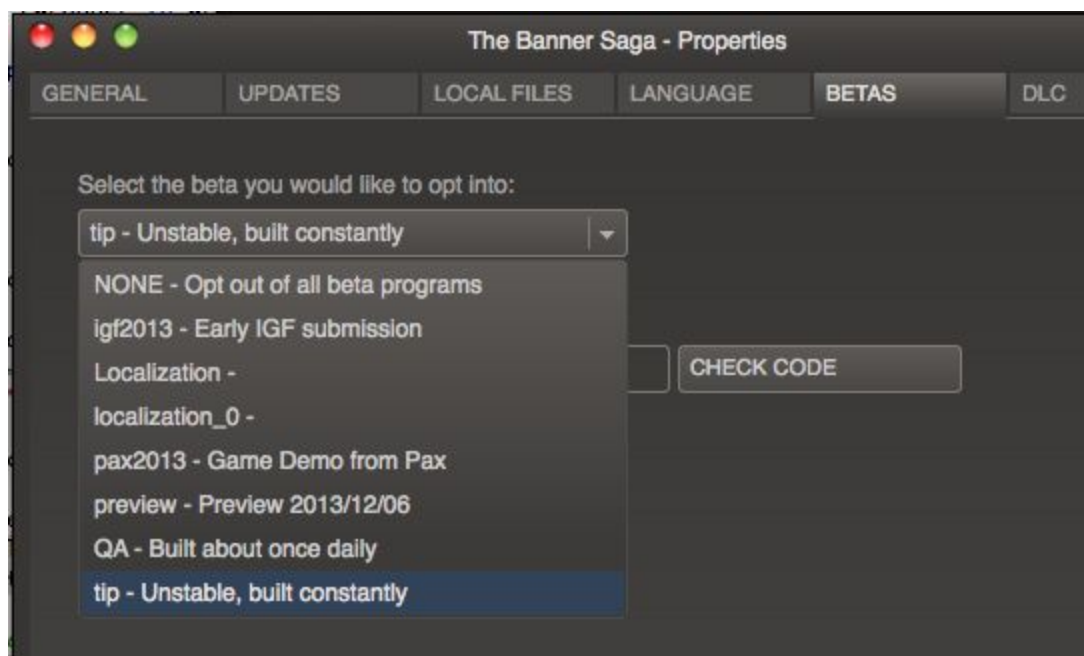 The Banner Saga - Properties
GENERAL UPDATES LOCAL FILES LANGUAGE BETAS DLC
Select the beta you would like to opt into:
tip - Unstable, built constantly
NONE - Opt out of all beta programs
igf2013 - Early IGF submission
Localization -
CHECK CODE
localization_0 -
pax2013 - Game Demo from Pax
preview - Preview 2013/12/06
QA - Built about once daily
tip - Unstable, built constantly